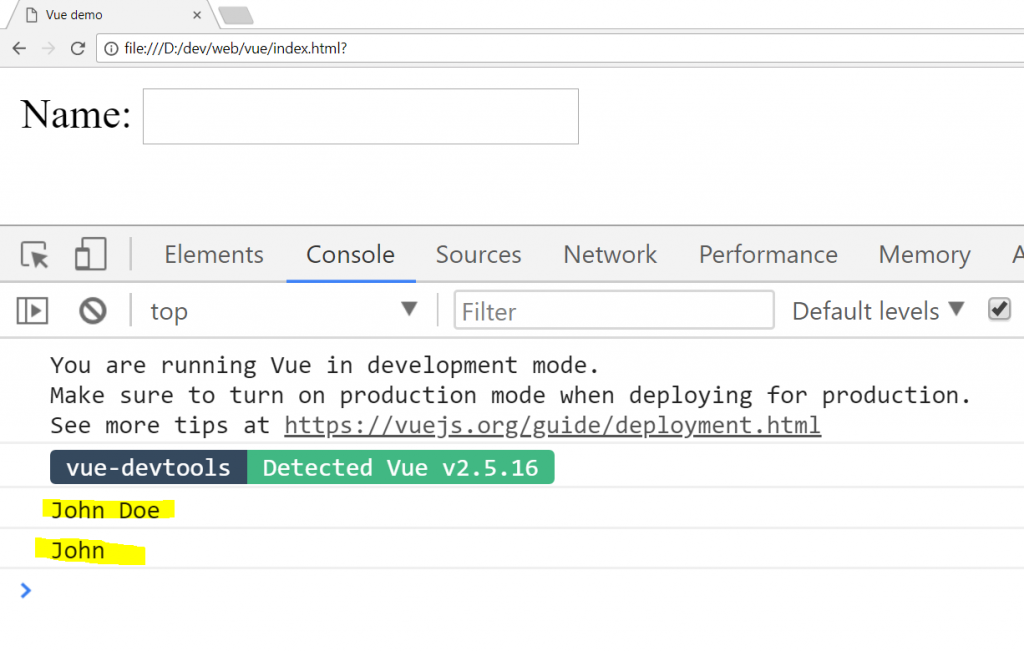 Vue demo
file:///D:/dev/web/vue/index.html?
Name:
Elements Console Sources Network Performance Memory A
top Filter Default levels
You are running Vue in development mode.
Make sure to turn on production mode when deploying for production.
See more tips at https://vuejs.org/guide/deployment.html
vue-devtools Detected Vue v2.5.16
John Doe
John